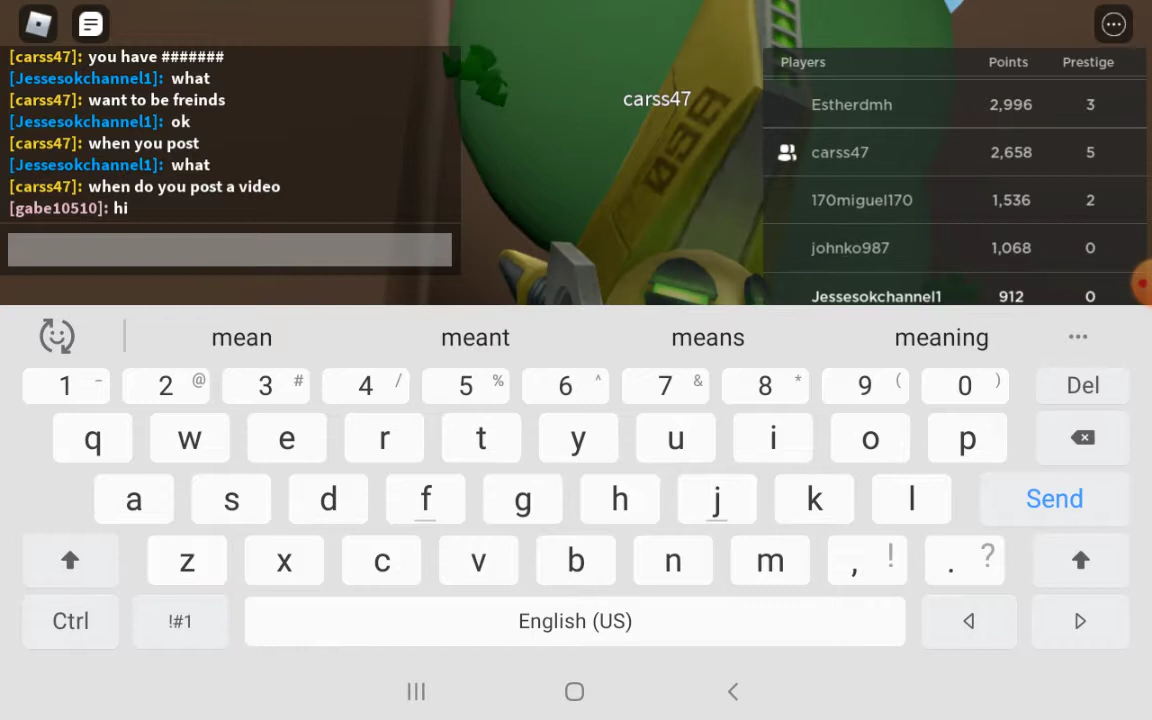 [carss47]: you have #######
[Jessesokchannel1]: what
[carss47]: want to be freinds
[Jessesokchannel1]: ok
[carss47]: when you post
[Jessesokchannel1]: what
[carss47]: when do you post a video
[gabe10510]: hi
carss47
Players Points Prestige
Estherdmh 2,996 3
carss47 2,658 5
170miguel170 1,536 2
johnko987 1,068 0
Jessesokchannel1 912 0
mean meant means meaning
1 - 2 @ 3 # 4 / 5 % 6 ^ 7 & 8 * 9 ( 0 ) Del
q w e r t y u i o p
a s d f g h j k l Send
z x c v b n m , ! . ?
Ctrl !#1 English (US)